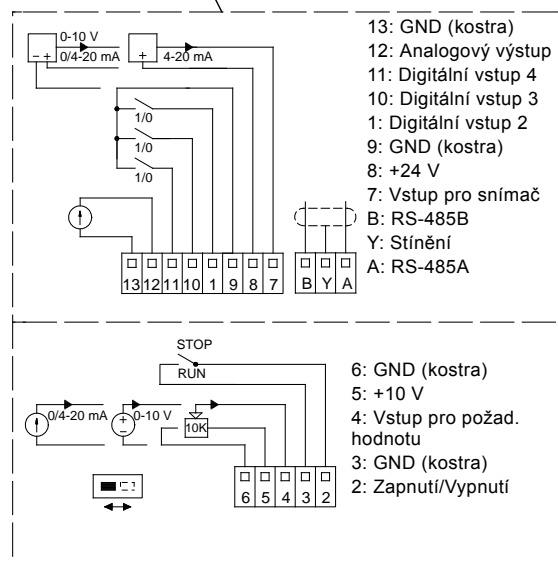 0-10 V
0/4-20 mA
- +
+
4-20 mA
1/0
1/0
1/0
13 12 11 10 1 9 8 7
B Y A
13: GND (kostra)
12: Analogový výstup
11: Digitální vstup 4
10: Digitální vstup 3
1: Digitální vstup 2
9: GND (kostra)
8: +24 V
7: Vstup pro snímač
B: RS-485B
Y: Stínění
A: RS-485A
STOP
RUN
0/4-20 mA
+
-
0-10 V
10K
6 5 4 3 2
6: GND (kostra)
5: +10 V
4: Vstup pro požad.
hodnotu
3: GND (kostra)
2: Zapnutí/Vypnutí